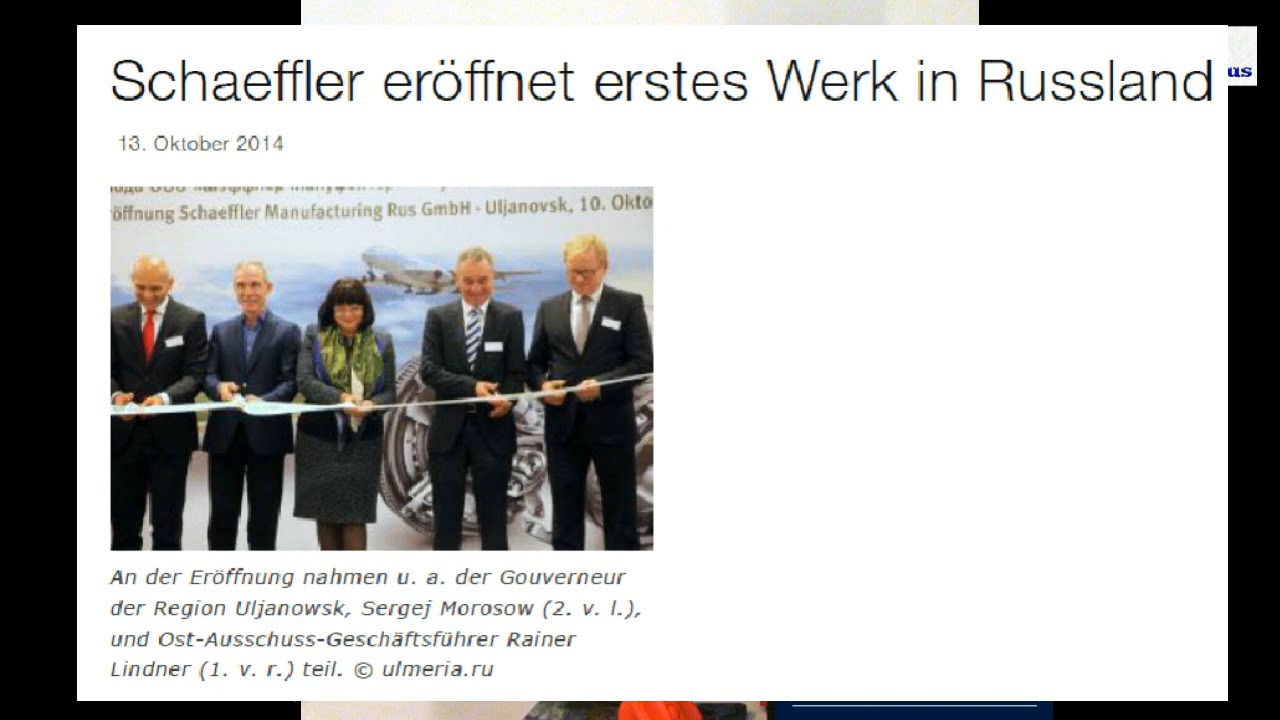 Schaeffler eröffnet erstes Werk in Russland
us
13. Oktober 2014
öffnung Schaeffler Manufacturing Rus GmbH - Uljanovsk, 10. Okto
An der Eröffnung nahmen u. a. der Gouverneur
der Region Uljanowsk, Sergej Morosow (2. v. l.),
und Ost-Ausschuss-Geschäftsführer Rainer
Lindner (1. v. r.) teil. © ulmeria.ru